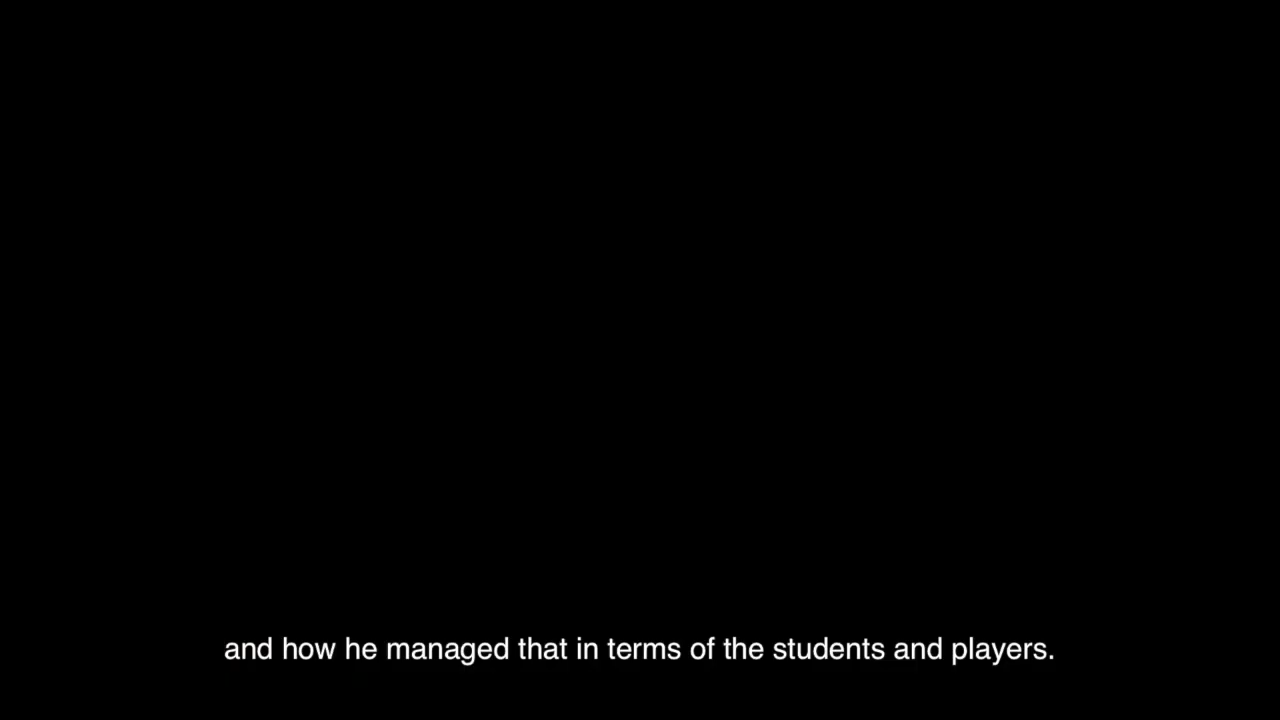 and how he managed that in terms of the students and players.